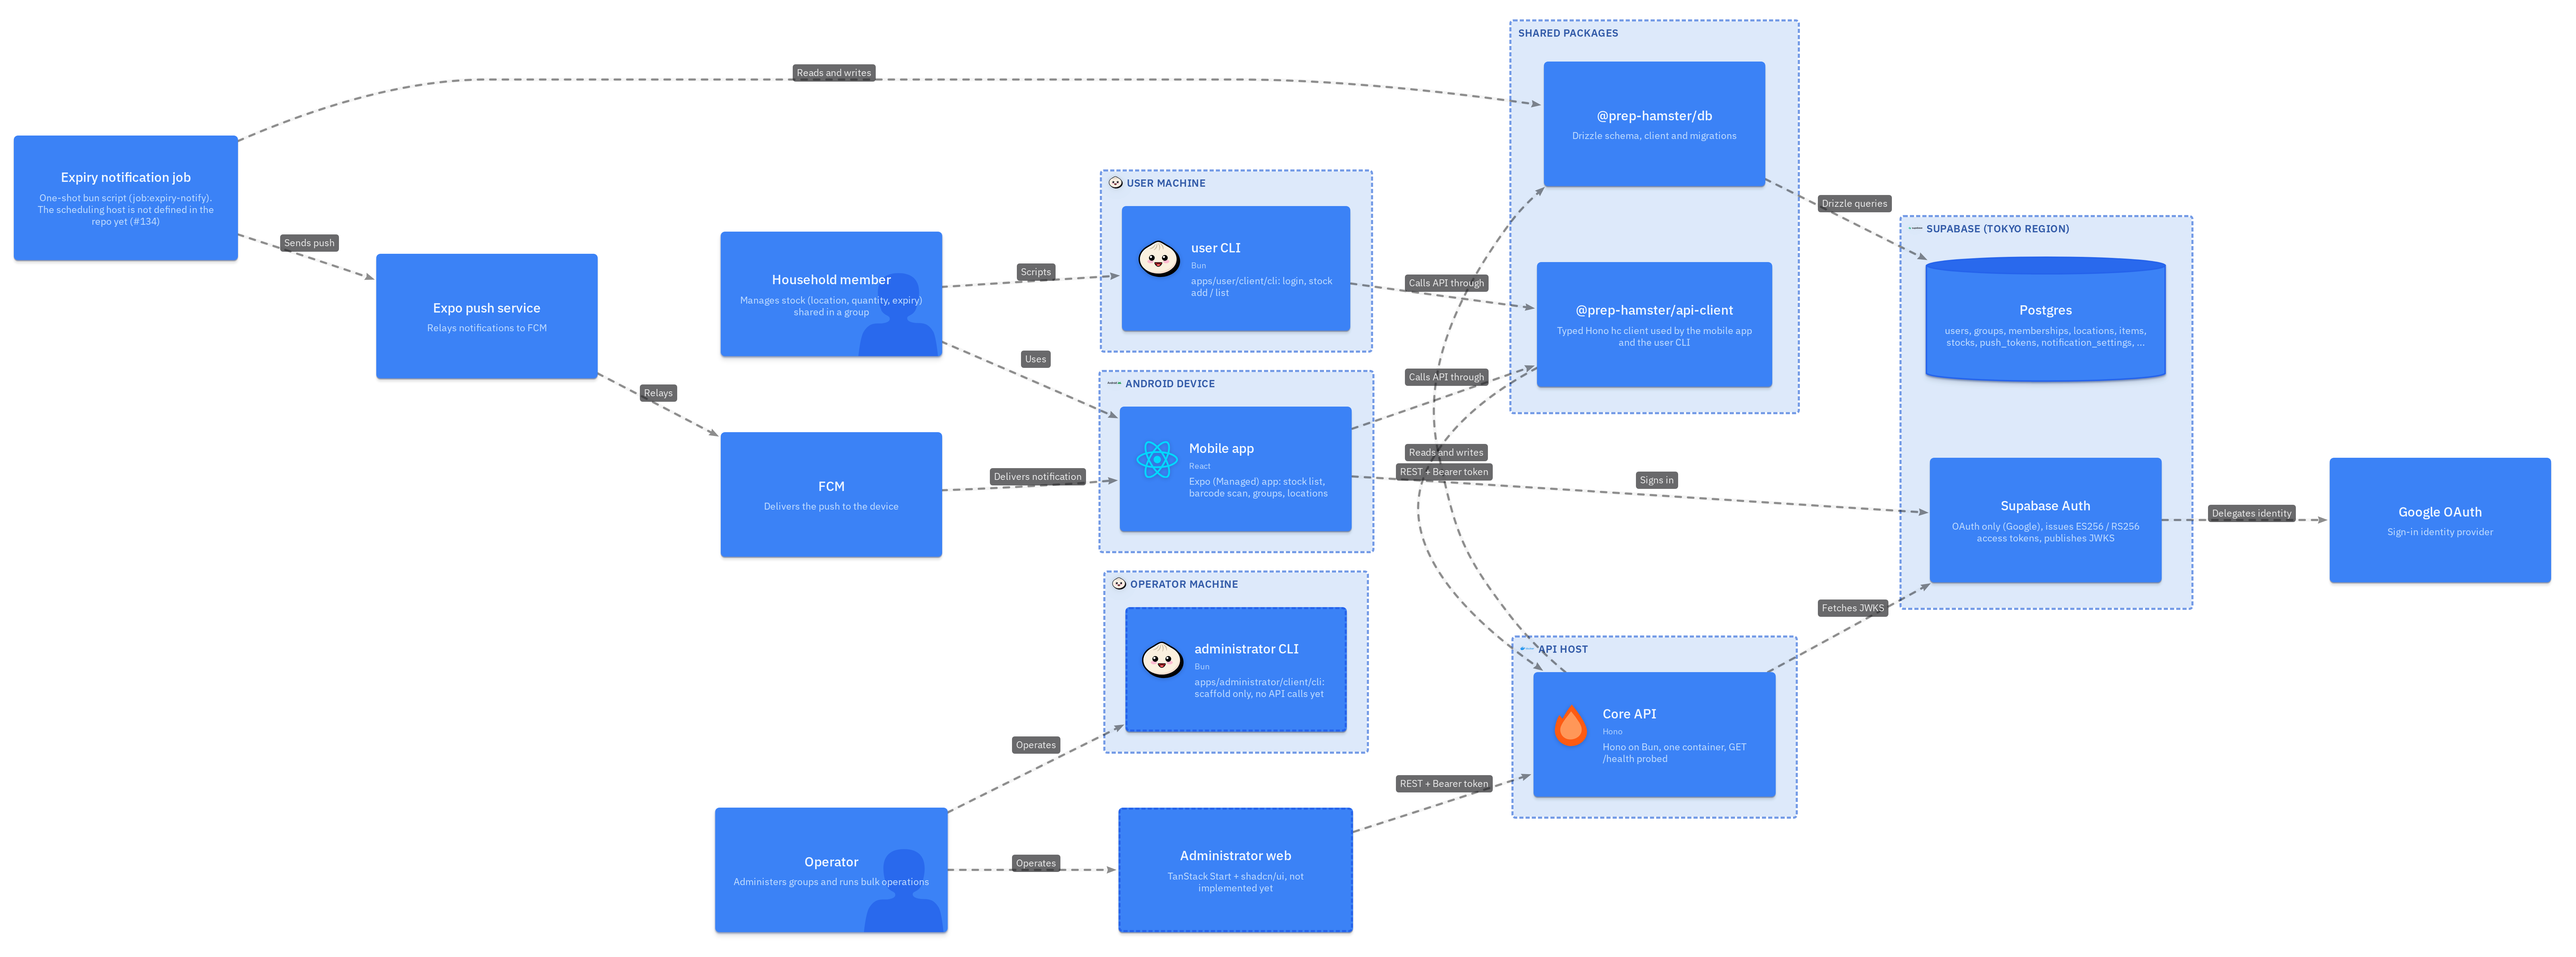 SHARED PACKAGES
Reads and writes
@prep-hamster/db
Drizzle schema, client and migrations
Expiry notification job
One-shot bun script (job:expiry-notify).
The scheduling host is not defined in the
repo yet (#134)
Sends push
Expo push service
Relays notifications to FCM
Relays
Household member
Manages stock (location, quantity, expiry)
shared in a group
Scripts
Uses
USER MACHINE
user CLI
Bun
apps/user/client/cli: login, stock
add / list
Calls API through
@prep-hamster/api-client
Typed Hono hc client used by the mobile app
and the user CLI
Drizzle queries
SUPABASE (TOKYO REGION)
Postgres
users, groups, memberships, locations, items,
stocks, push_tokens, notification_settings, ...
ANDROID DEVICE
Mobile app
React
Expo (Managed) app: stock list,
barcode scan, groups, locations
Calls API through
Reads and writes
REST + Bearer token
Signs in
FCM
Delivers the push to the device
Delivers notification
Supabase Auth
OAuth only (Google), issues ES256 / RS256
access tokens, publishes JWKS
Delegates identity
Google OAuth
Sign-in identity provider
Fetches JWKS
OPERATOR MACHINE
administrator CLI
Bun
apps/administrator/client/cli:
scaffold only, no API calls yet
API HOST
Core API
Hono
Hono on Bun, one container, GET
/health probed
Operates
REST + Bearer token
Operator
Administers groups and runs bulk operations
Operates
Administrator web
TanStack Start + shadcn/ui, not
implemented yet